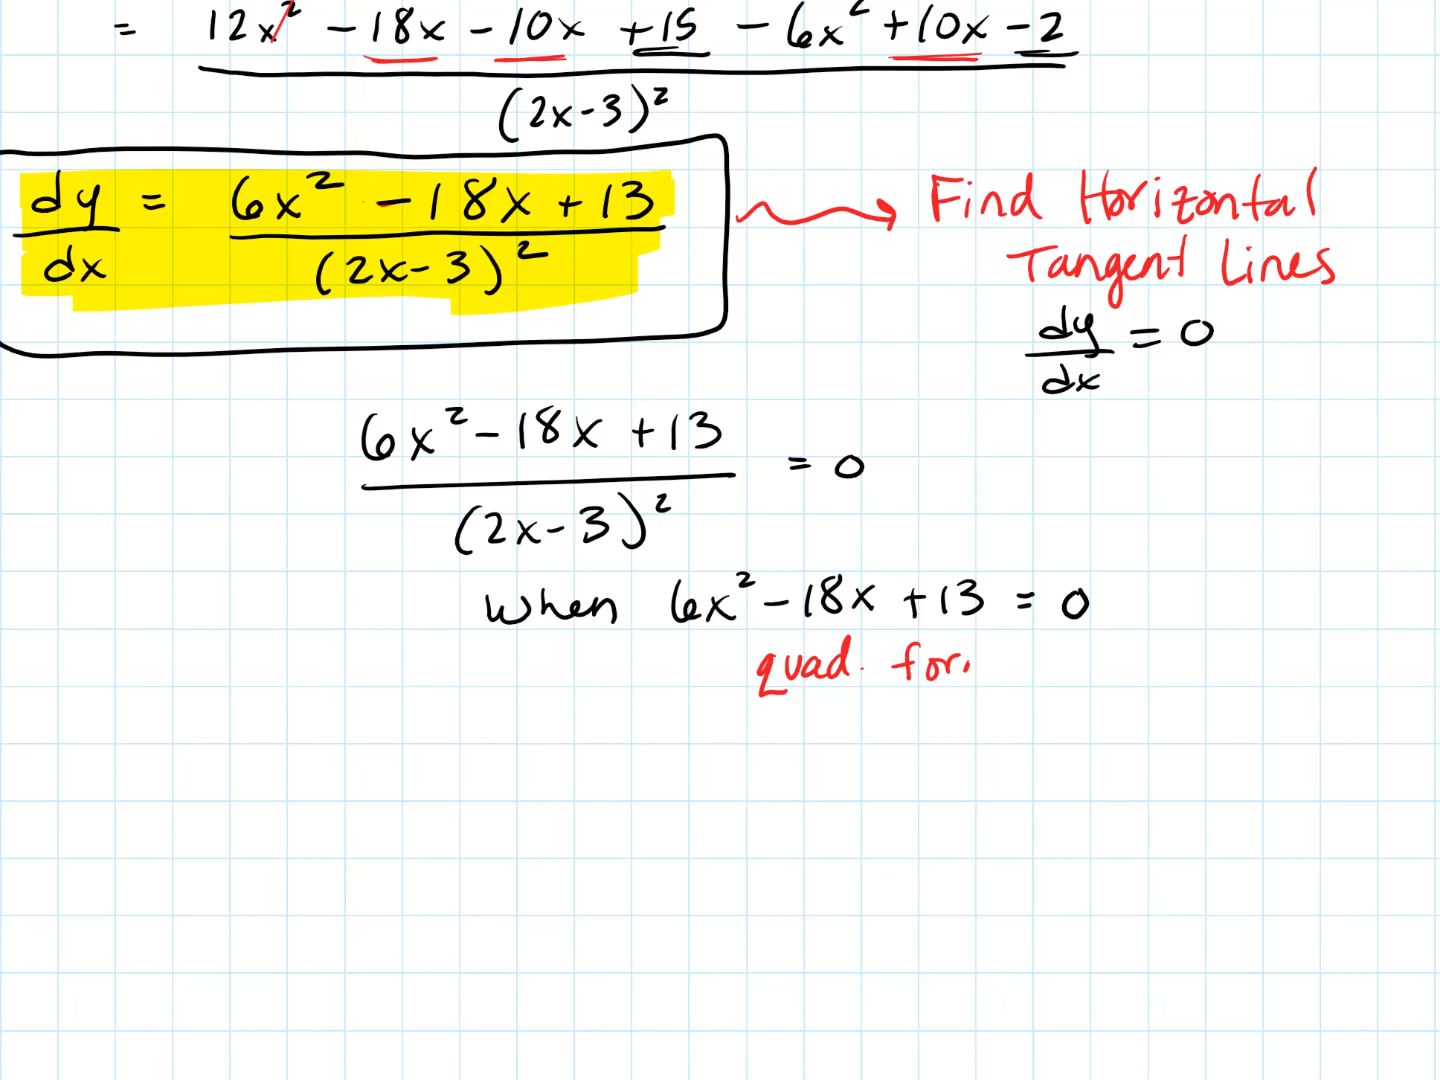 = 12x² - 18x - 10x + 15 - 6x² + 10x - 2
(2x-3)²
dy/dx = 6x² - 18x + 13 / (2x-3)²
Find Horizontal
Tangent Lines
dy/dx = 0
6x² - 18x + 13 / (2x-3)² = 0
when 6x² - 18x + 13 = 0
quad. for